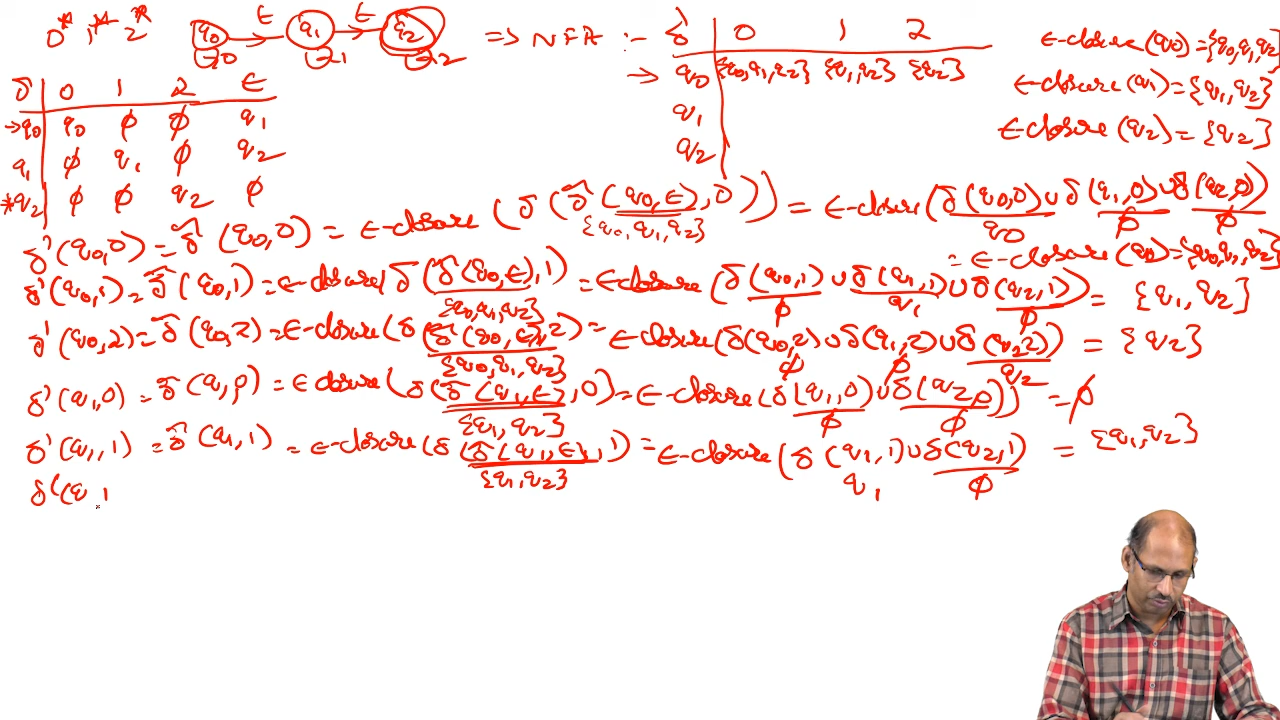 0* 1* 2*
q0 ε q1 ε q2
0 1 2
=> NFA :-
δ' 0 1 2
→ q0 {q0,q1,q2} {q1,q2} {q2}
q1
q2
ε-closure(q0)={q0,q1,q2}
ε-closure(q1)={q1,q2}
ε-closure(q2)={q2}
δ 0 1 2 ε
→q0 q0 φ φ q1
q1 φ q1 φ q2
*q2 φ φ q2 φ
δ'(q0,0)=δ̂(q0,0) = ε-closure(δ(δ̂(q0,ε),0)) = ε-closure(δ(q0,0)∪δ(q1,0)∪δ(q2,0))
{q0,q1,q2} q0 φ φ
= ε-closure(q0)={q0,q1,q2}
δ'(q0,1)=δ̂(q0,1)=ε-closure(δ(δ̂(q0,ε),1)=ε-closure(δ(q0,1)∪δ(q1,1)∪δ(q2,1))= {q1,q2}
{q0,q1,q2} φ q1 φ
δ'(q0,2)=δ̂(q0,2)=ε-closure(δ(δ̂(q0,ε),2)=ε-closure(δ(q0,2)∪δ(q1,2)∪δ(q2,2)) = {q2}
{q0,q1,q2} φ φ q2
δ'(q1,0) =δ̂(q1,0) = ε closure(δ(δ̂(q1,ε),0)=ε-closure(δ(q1,0)∪δ(q2,0)) =φ
{q1,q2} φ φ
δ'(q1,1) =δ̂(q1,1) = ε-closure(δ(δ̂(q1,ε),1)=ε-closure(δ(q1,1)∪δ(q2,1) = {q1,q2}
{q1,q2} q1 φ
δ'(q1